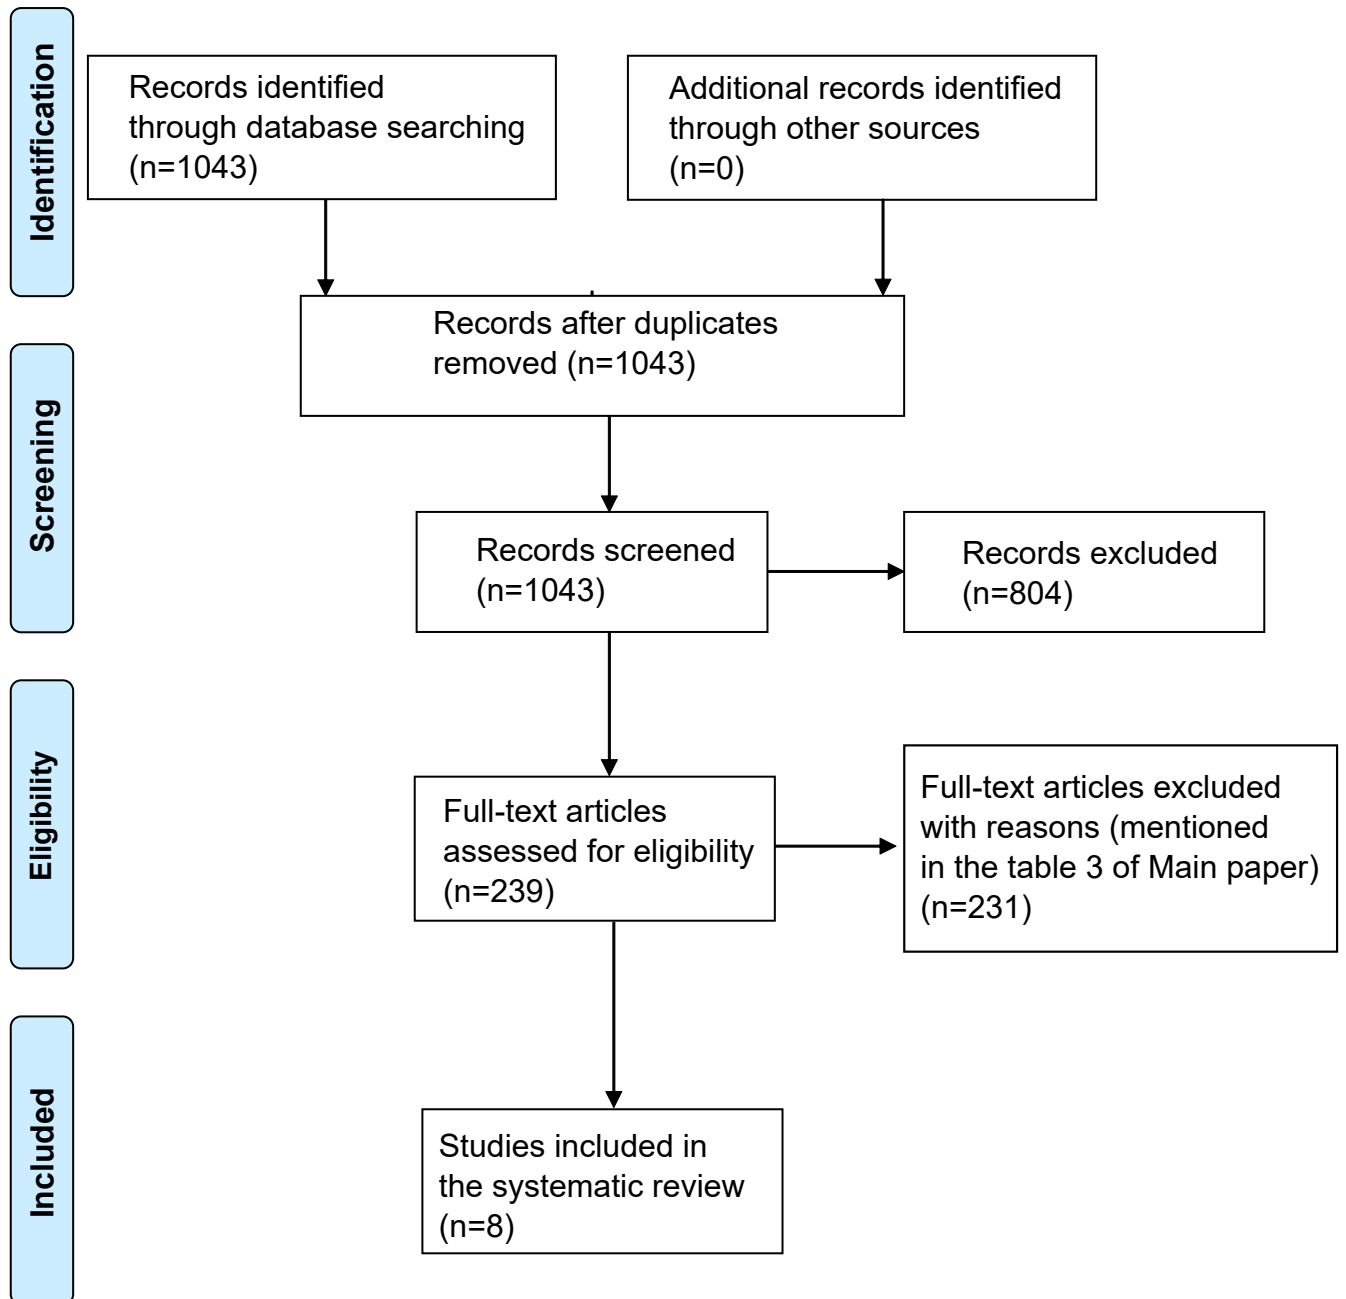 Identification
Records identified
through database searching
(n=1043)
Additional records identified
through other sources
(n=0)
Records after duplicates
removed (n=1043)
Screening
Records screened
(n=1043)
Records excluded
(n=804)
Eligibility
Full-text articles
assessed for eligibility
(n=239)
Full-text articles excluded
with reasons (mentioned
in the table 3 of Main paper)
(n=231)
Included
Studies included in
the systematic review
(n=8)